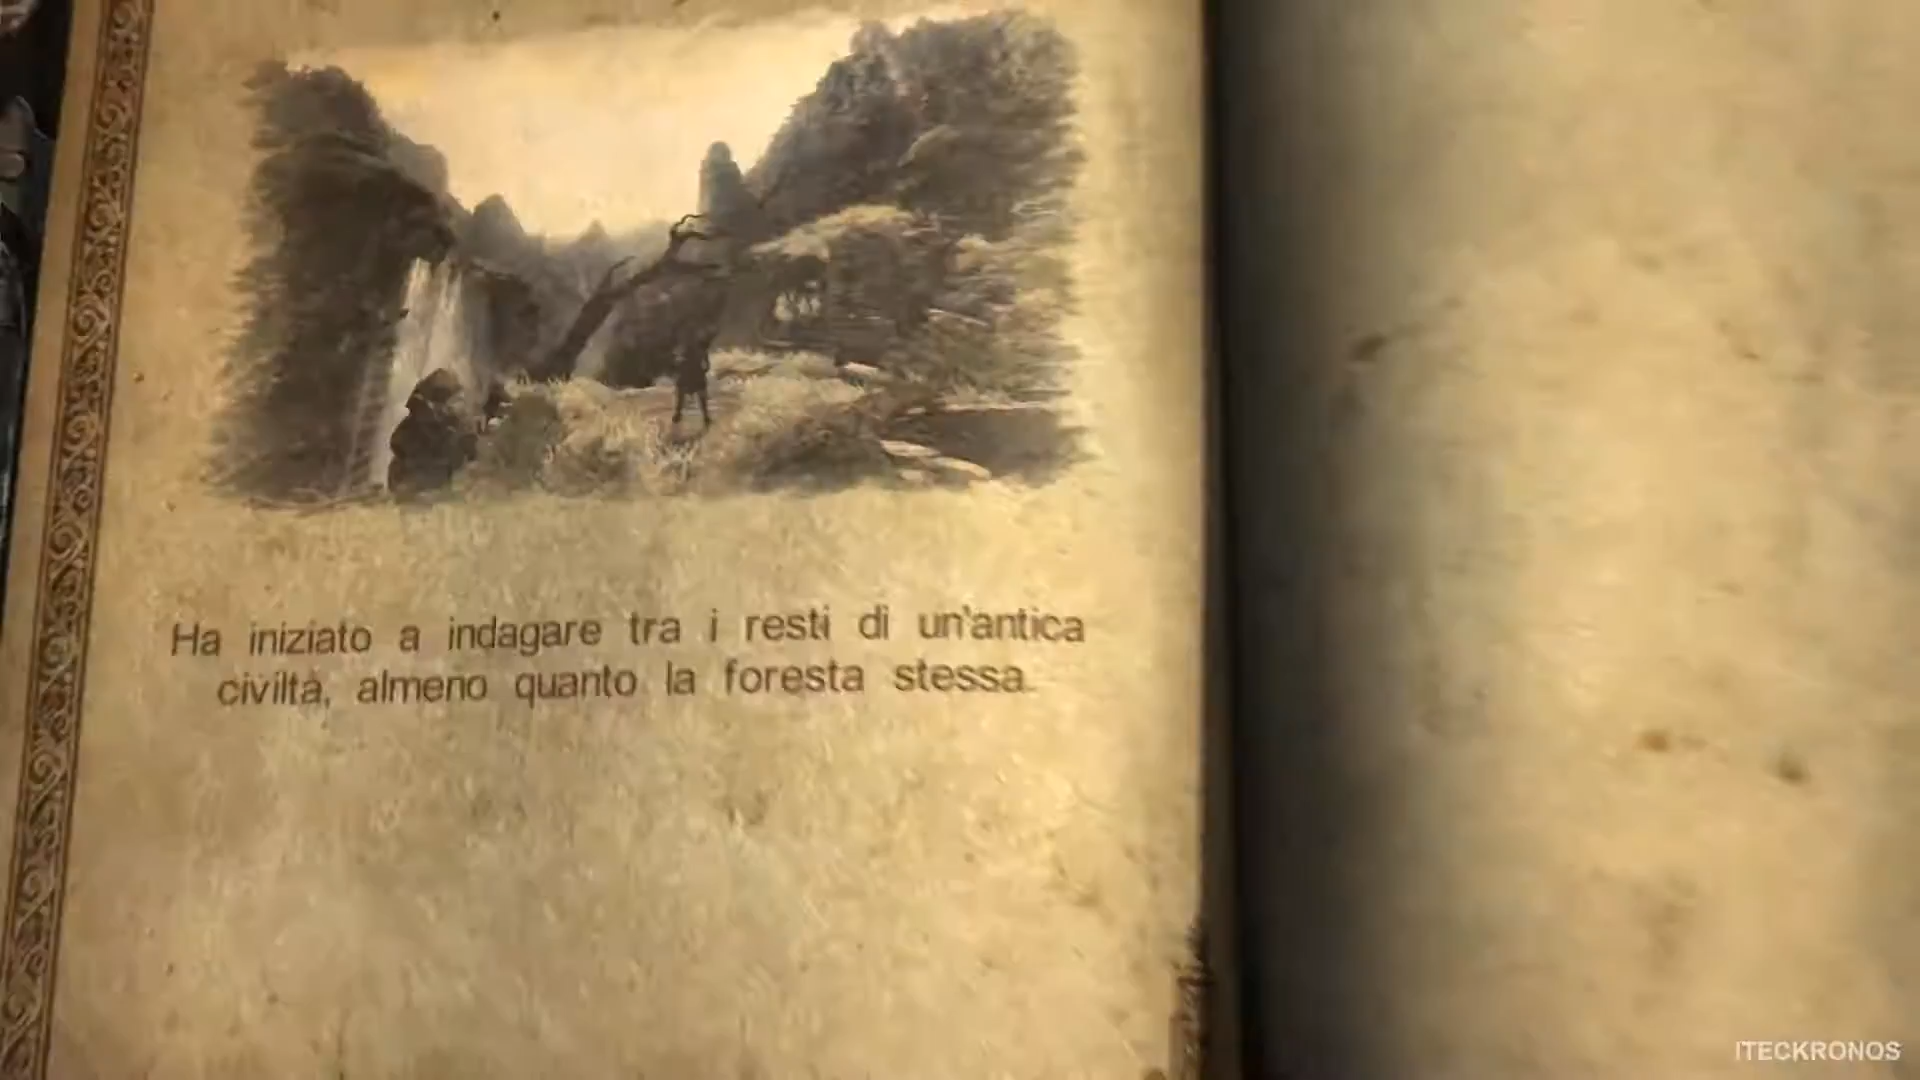 Ha iniziato a indagare tra i resti di un'antica
civiltà, almeno quanto la foresta stessa.
ITECKRONOS